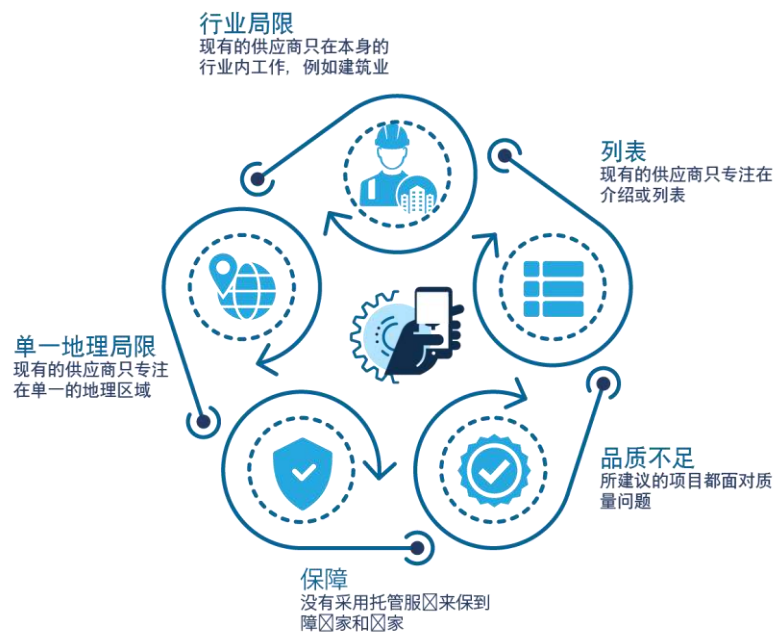 行业局限
现有的供应商只在本身的
行业内工作，例如建筑业
列表
现有的供应商只专注在
介绍或列表
单一地理局限
现有的供应商只专注
在单一的地理区域
品质不足
所建议的项目都面对质
量问题
保障
没有采用托管服来保到
障家和家